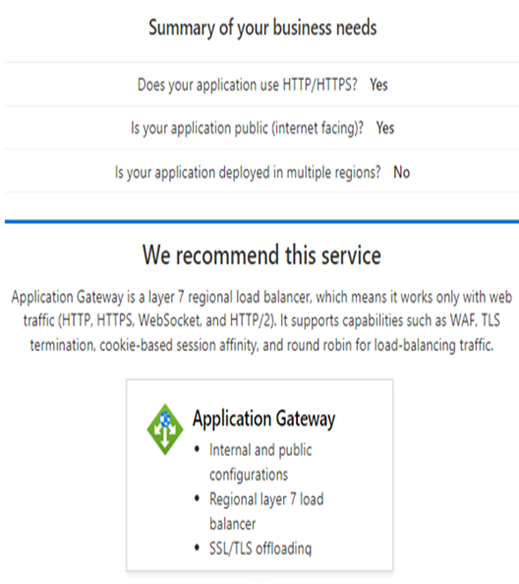 Summary of your business needs
Does your application use HTTP/HTTPS? Yes
Is your application public (internet facing)? Yes
Is your application deployed in multiple regions? No
We recommend this service
Application Gateway is a layer 7 regional load balancer, which means it works only with web
traffic (HTTP, HTTPS, WebSocket, and HTTP/2). It supports capabilities such as WAF, TLS
termination, cookie-based session affinity, and round robin for load-balancing traffic.
Application Gateway
• Internal and public
configurations
• Regional layer 7 load
balancer
• SSL/TLS offloading